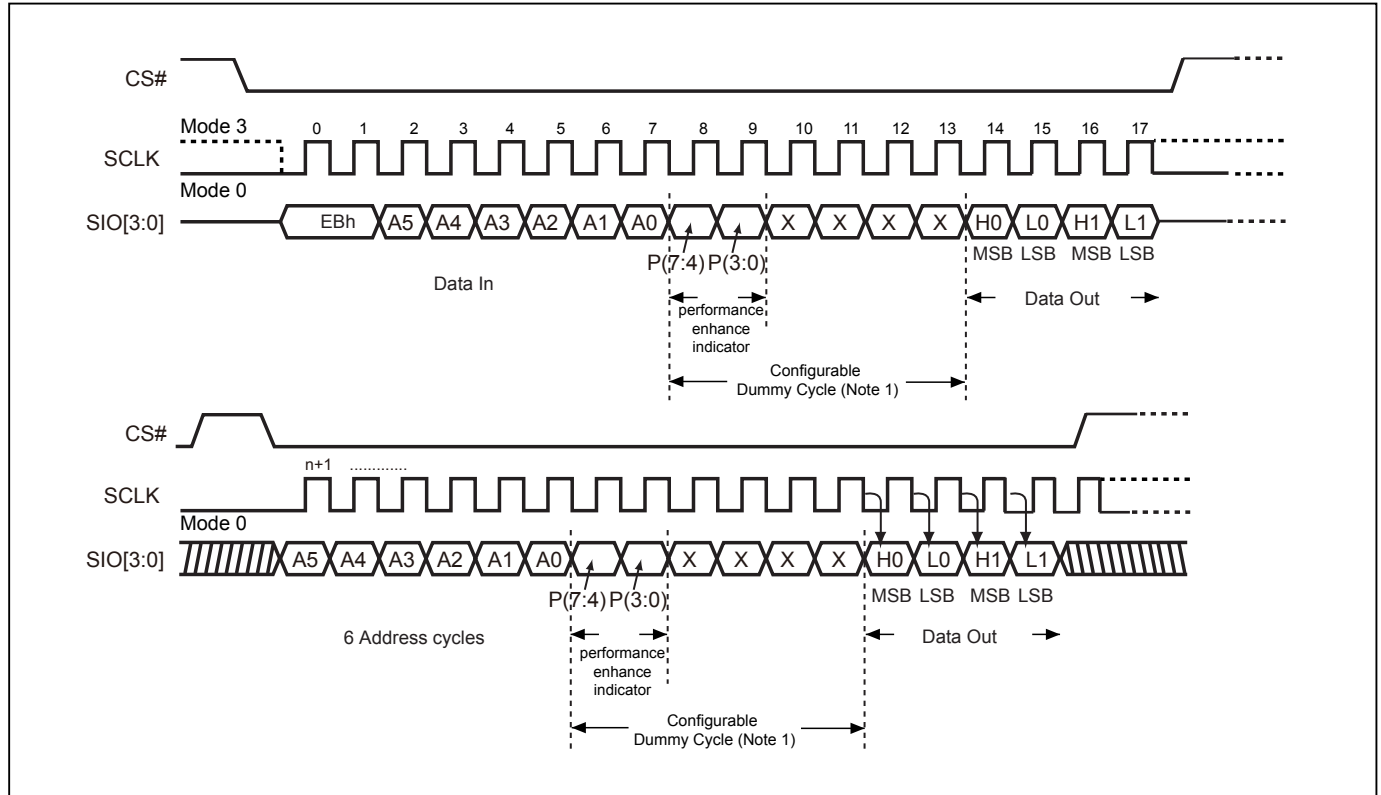 CS#
Mode 3
0 1 2 3 4 5 6 7 8 9 10 11 12 13 14 15 16 17
SCLK
Mode 0
SIO[3:0] EBh A5 A4 A3 A2 A1 A0 X X X X H0 L0 H1 L1
P(7:4) P(3:0) MSB LSB MSB LSB
Data In
Data Out
performance
enhance
indicator
Configurable
Dummy Cycle (Note 1)
CS#
n+1 .............
SCLK
Mode 0
SIO[3:0] A5 A4 A3 A2 A1 A0 X X X X H0 L0 H1 L1
P(7:4) P(3:0) MSB LSB MSB LSB
6 Address cycles
Data Out
performance
enhance
indicator
Configurable
Dummy Cycle (Note 1)